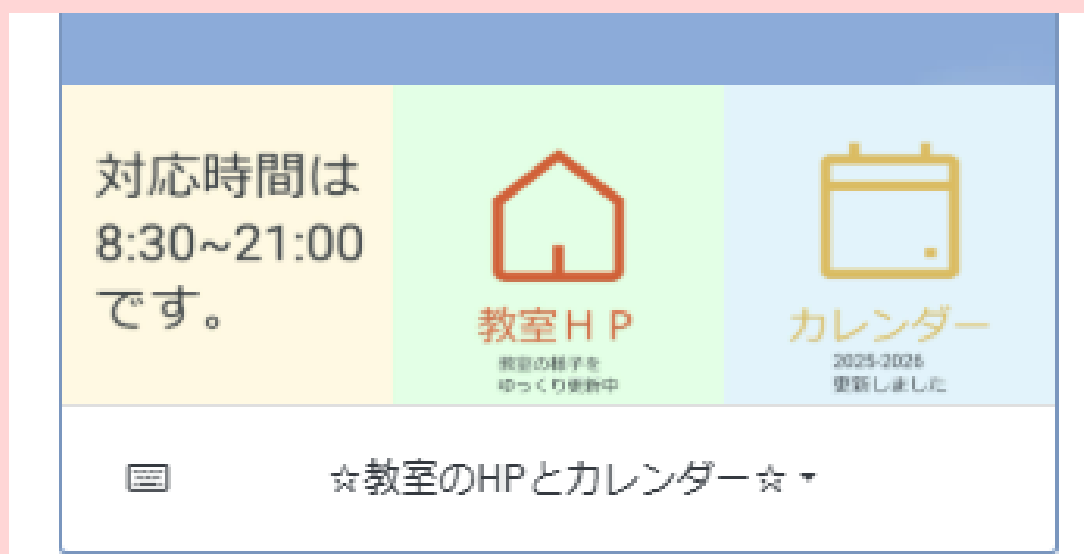 対応時間は
8:30~21:00
です。
教室HP
教室の様子を
ゆっくり更新中
カレンダー
2025-2026
更新しました
☆教室のHPとカレンダー☆